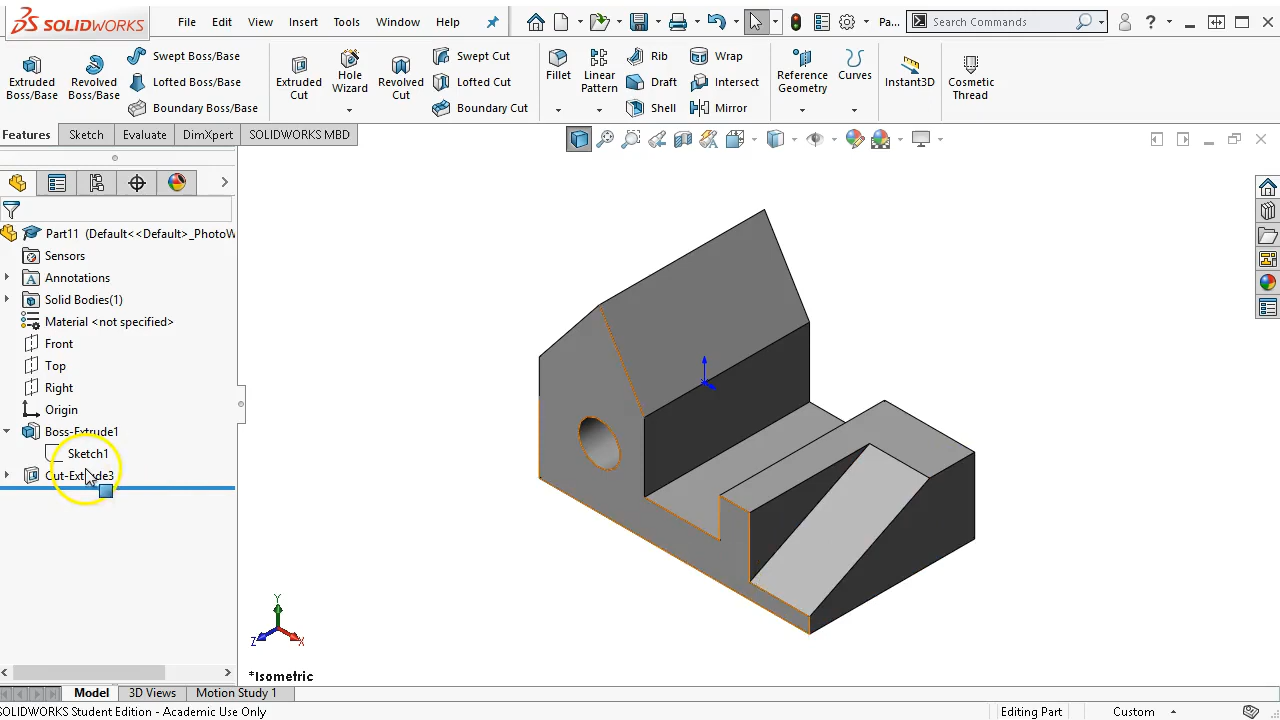 SOLIDWORKS File Edit View Insert Tools Window Help Pa... Search Commands
Extruded Boss/Base
Revolved Boss/Base
Swept Boss/Base
Lofted Boss/Base
Boundary Boss/Base
Extruded Cut
Hole Wizard
Revolved Cut
Swept Cut
Lofted Cut
Boundary Cut
Fillet
Linear Pattern
Rib
Draft
Shell
Wrap
Intersect
Mirror
Reference Geometry
Curves
Instant3D
Cosmetic Thread
Features Sketch Evaluate DimXpert SOLIDWORKS MBD
Part11 (Default<<Default>_PhotoW
Sensors
Annotations
Solid Bodies(1)
Material <not specified>
Front
Top
Right
Origin
Boss-Extrude1
Sketch1
Cut-Extrude3
Y
Z X
*Isometric
Model 3D Views Motion Study 1
SOLIDWORKS Student Edition - Academic Use Only Editing Part Custom